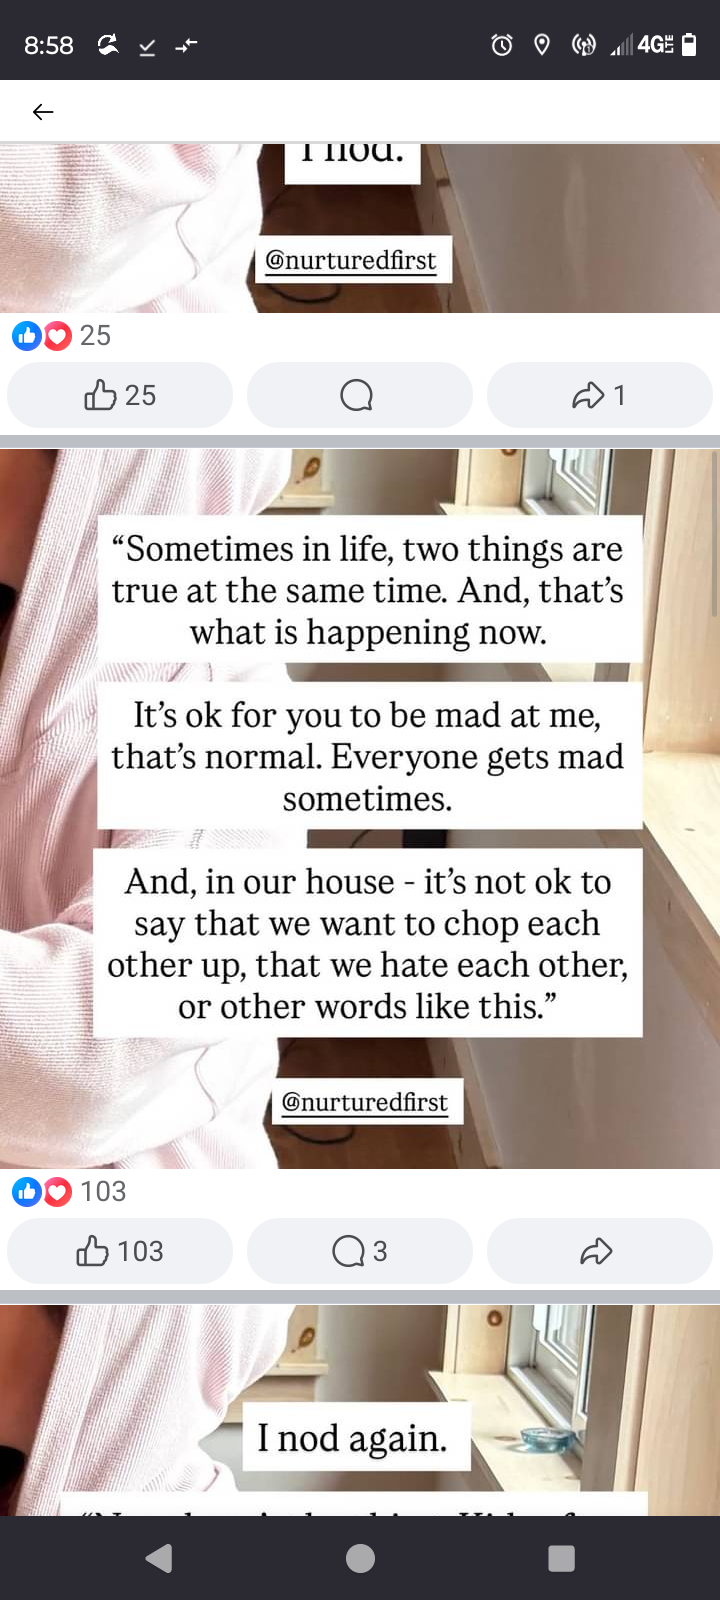 8:58
4G LTE
I nod.
@nurturedfirst
25
25
1
“Sometimes in life, two things are
true at the same time. And, that’s
what is happening now.
It’s ok for you to be mad at me,
that’s normal. Everyone gets mad
sometimes.
And, in our house - it’s not ok to
say that we want to chop each
other up, that we hate each other,
or other words like this.”
@nurturedfirst
103
103
3
I nod again.